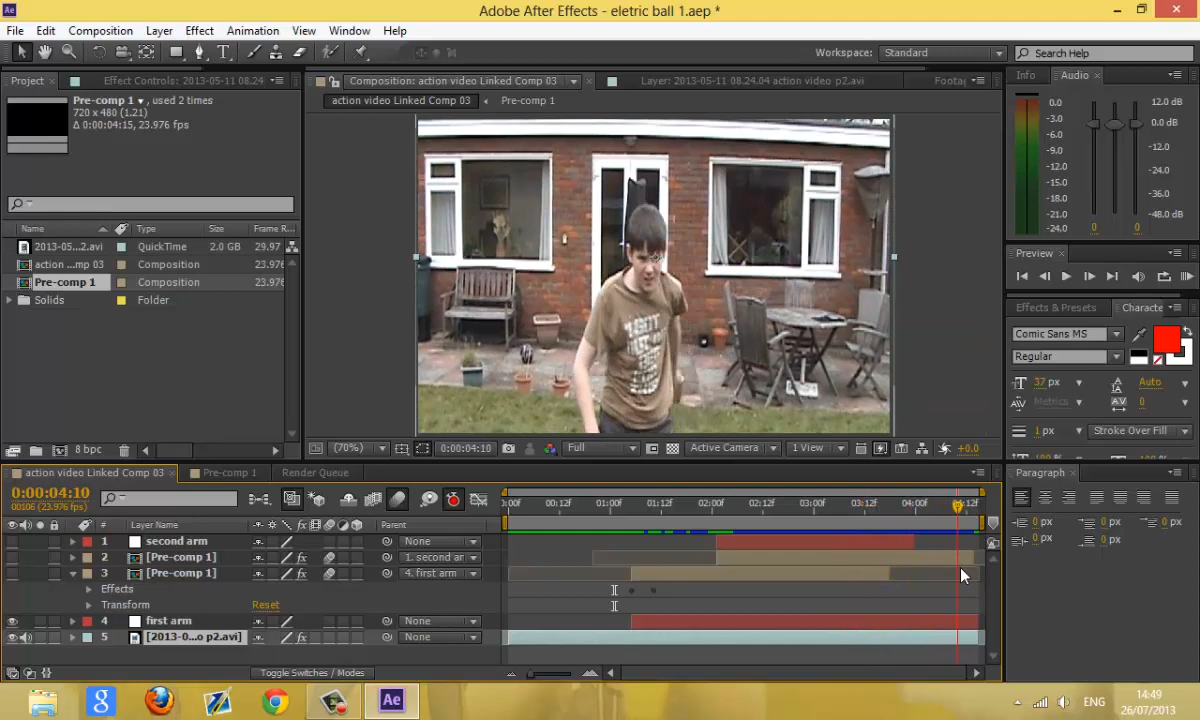 Ae
Adobe After Effects - eletric ball 1.aep *
File Edit Composition Layer Effect Animation View Window Help
Workspace: Standard Search Help
Project Effect Controls: 2013-05-11 08.24
Composition: action video Linked Comp 03 Layer: 2013-05-11 08.24.04 action video p2.avi Foota
Info Audio
Pre-comp 1 , used 2 times
720 x 480 (1.21)
Δ 0:00:04:15, 23.976 fps
action video Linked Comp 03 Pre-comp 1
0.0 12.0 dB
-3.0
-6.0 0.0 dB
-9.0
-12.0 -12.0
-15.0 -24.0
-18.0 -36.0
-21.0
-24.0 -48.0 dB
0 0
Name Type Size Frame R...
2013-05...2.avi QuickTime 2.0 GB 29.97
action ...mp 03 Composition 23.976
Pre-comp 1 Composition 23.976
Solids Folder
Preview
Effects & Presets Characte
Comic Sans MS
Regular
37 px Auto
Metrics 0
1 px Stroke Over Fill
8 bpc (70%) 0:00:04:10 Full Active Camera 1 View +0.0
action video Linked Comp 03 Pre-comp 1 Render Queue
Paragraph
0:00:04:10
00106 (23.976 fps)
:00f 00:12f 01:00f 01:12f 02:00f 02:12f 03:00f 03:12f 04:00f 04:12f
# Layer Name Parent
1 second arm None
2 [Pre-comp 1] 1. second ar
3 [Pre-comp 1] 4. first arm
Effects
Transform Reset
4 first arm None
5 [2013-0...o p2.avi] None
0 px 0 px 0 px
0 px 0 px
Toggle Switches / Modes
g Ae
ENG
14:49
26/07/2013